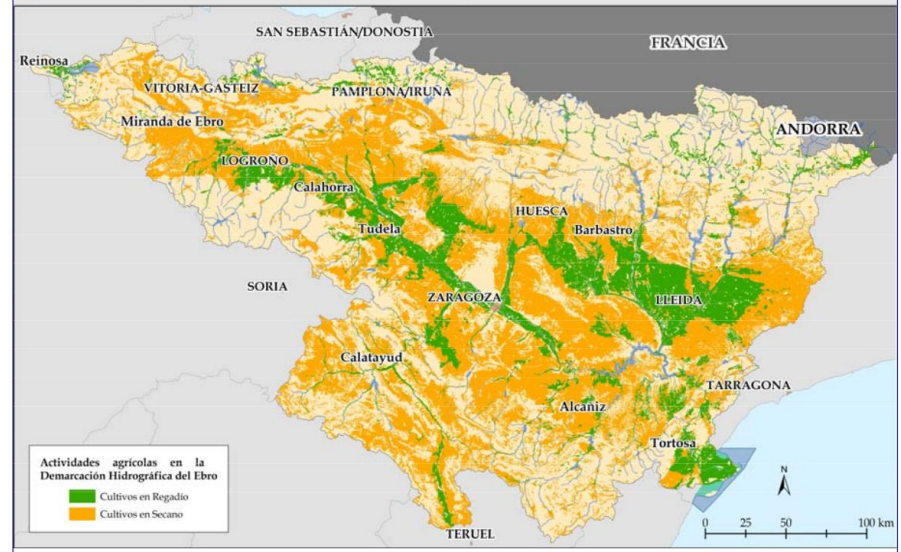 SAN SEBASTIÁN/DONOSTIA
FRANCIA
Reinosa
VITORIA-GASTEIZ
PAMPLONA/IRUÑA
Miranda de Ebro
ANDORRA
LOGROÑO
Calahorra
HUESCA
Tudela
Barbastro
SORIA
ZARAGOZA
LLEIDA
Calatayud
TARRAGONA
Alcañiz
Tortosa
Actividades agrícolas en la
Demarcación Hidrográfica del Ebro
Cultivos en Regadío
Cultivos en Secano
N
0 25 50 100 km
TERUEL